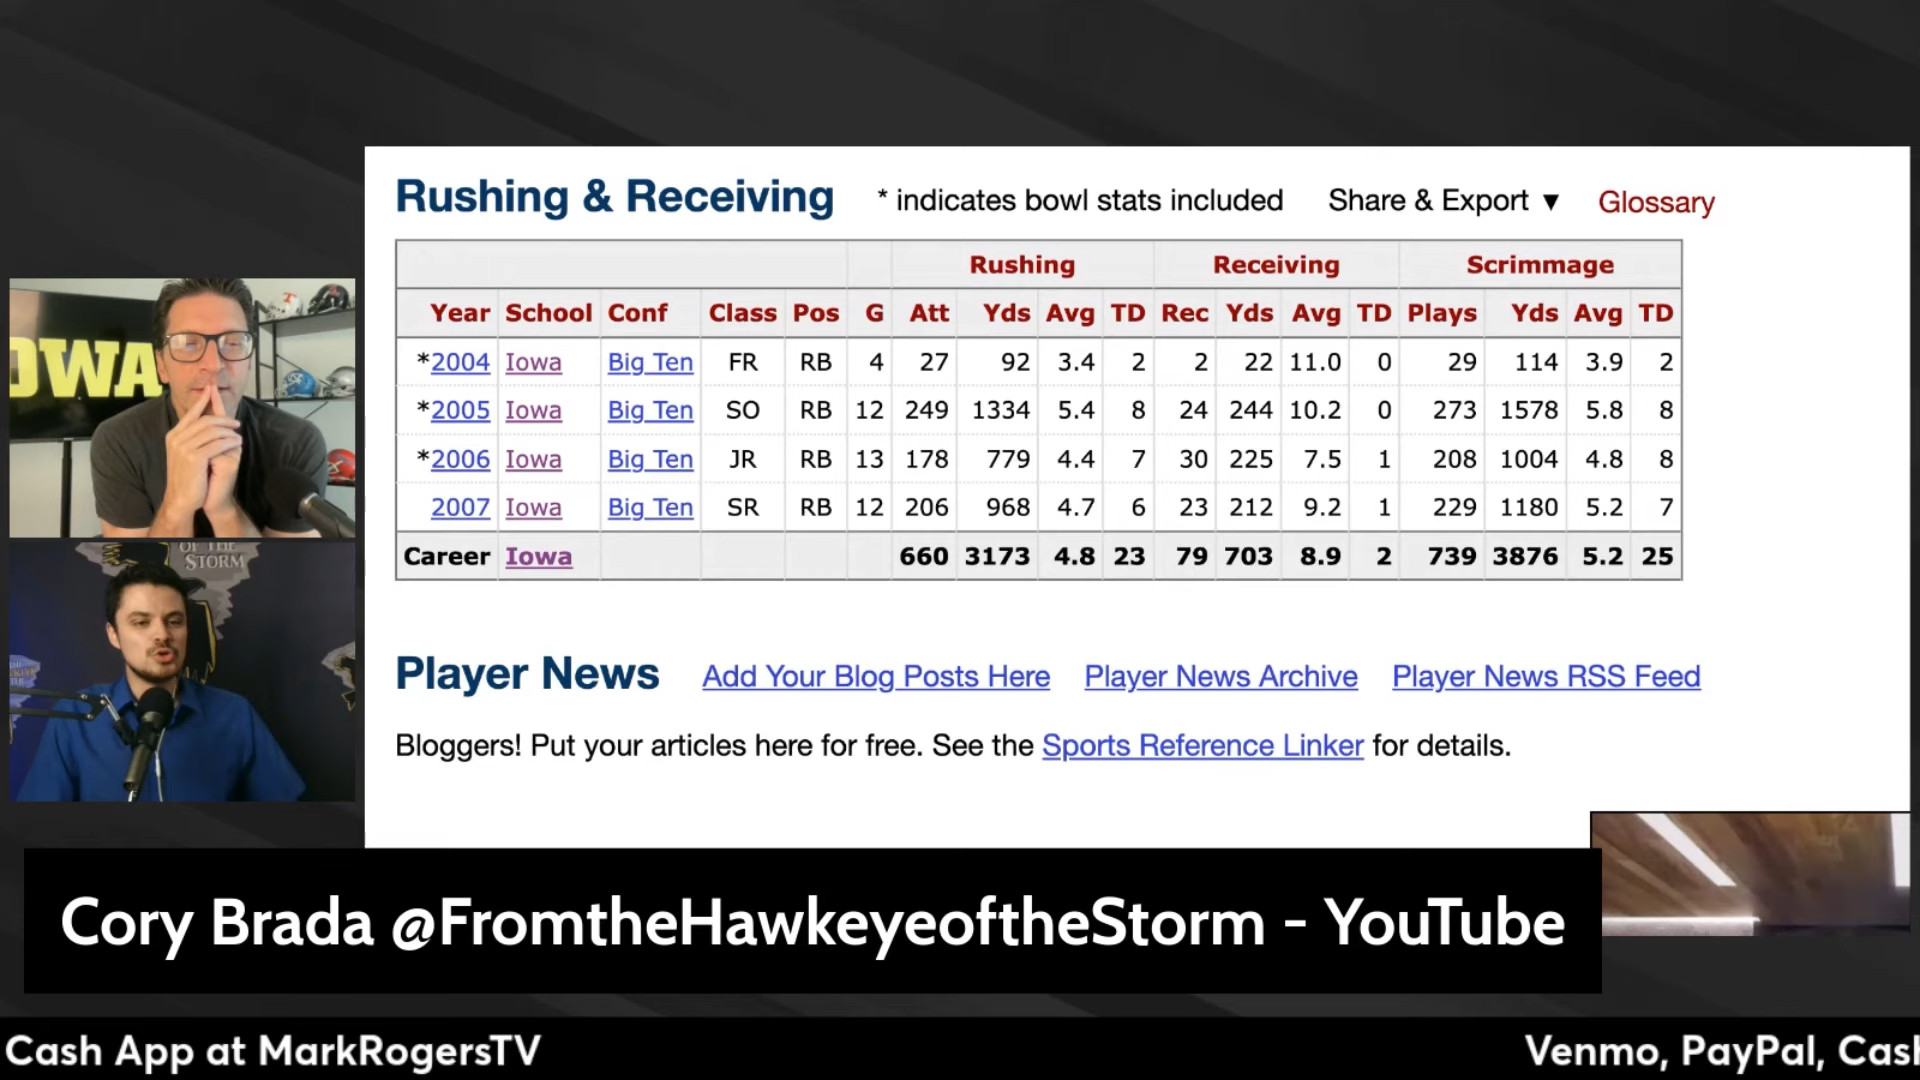 Rushing & Receiving * indicates bowl stats included Share & Export ▼ Glossary
Rushing Receiving Scrimmage
Year School Conf Class Pos G Att Yds Avg TD Rec Yds Avg TD Plays Yds Avg TD
*2004 Iowa Big Ten FR RB 4 27 92 3.4 2 2 22 11.0 0 29 114 3.9 2
*2005 Iowa Big Ten SO RB 12 249 1334 5.4 8 24 244 10.2 0 273 1578 5.8 8
*2006 Iowa Big Ten JR RB 13 178 779 4.4 7 30 225 7.5 1 208 1004 4.8 8
2007 Iowa Big Ten SR RB 12 206 968 4.7 6 23 212 9.2 1 229 1180 5.2 7
Career Iowa 660 3173 4.8 23 79 703 8.9 2 739 3876 5.2 25
OWA
OF THE
STORM
Player News Add Your Blog Posts Here Player News Archive Player News RSS Feed
Bloggers! Put your articles here for free. See the Sports Reference Linker for details.
Cory Brada @FromtheHawkeyeoftheStorm - YouTube
Cash App at MarkRogersTV Venmo, PayPal, Cash